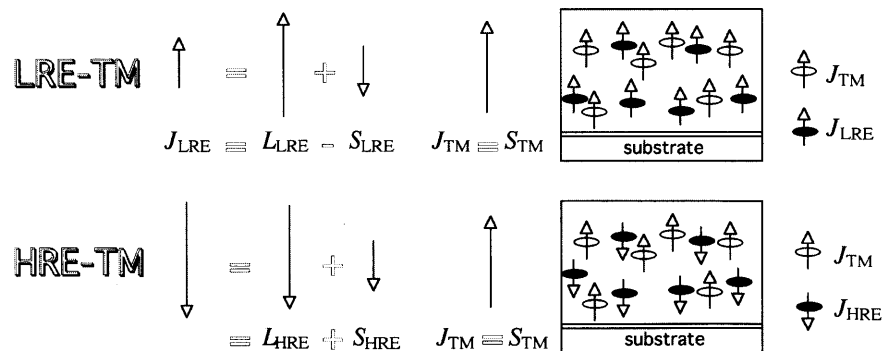 LRE-TM = +
J_LRE = L_LRE - S_LRE J_TM = S_TM
substrate
J_TM
J_LRE
HRE-TM = +
= L_HRE + S_HRE J_TM = S_TM
substrate
J_TM
J_HRE